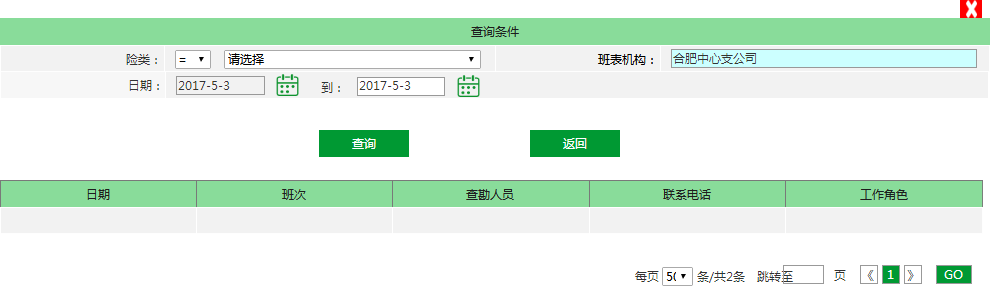 查询条件
险类： = 请选择 班表机构： 合肥中心支公司
日期： 2017-5-3 到： 2017-5-3
查询 返回
日期 班次 查勘人员 联系电话 工作角色
每页 50 条/共2条 跳转至 页 《 1 》 GO